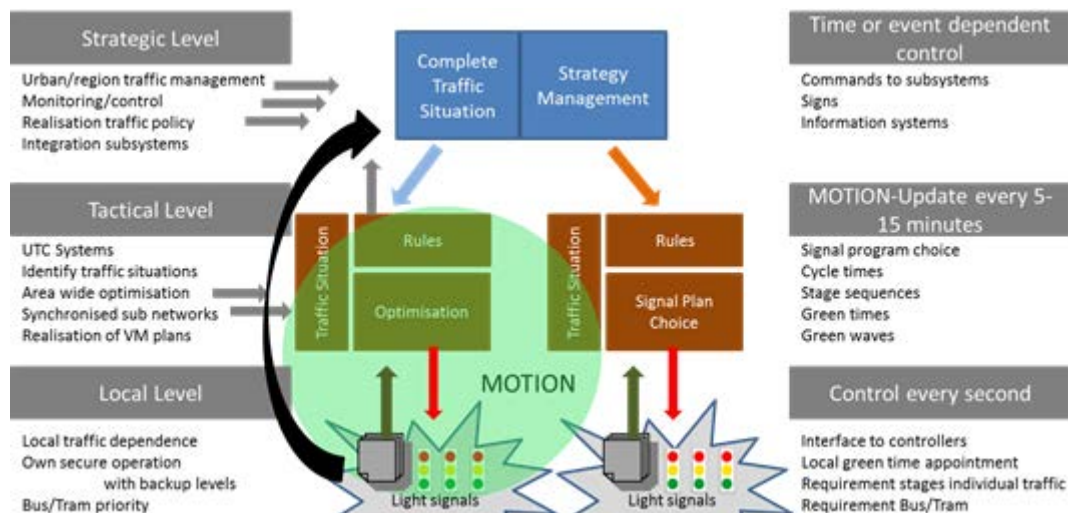 Strategic Level
Urban/region traffic management
Monitoring/control
Realisation traffic policy
Integration subsystems
Complete
Traffic
Situation
Strategy
Management
Time or event dependent
control
Commands to subsystems
Signs
Information systems
Tactical Level
UTC Systems
Identify traffic situations
Area wide optimisation
Synchronised sub networks
Realisation of VM plans
Traffic Situation
Rules
Optimisation
Traffic Situation
Rules
Signal Plan
Choice
MOTION-Update every 5-
15 minutes
Signal program choice
Cycle times
Stage sequences
Green times
Green waves
Local Level
Local traffic dependence
Own secure operation
with backup levels
Bus/Tram priority
MOTION
Light signals
Light signals
Control every second
Interface to controllers
Local green time appointment
Requirement stages individual traffic
Requirement Bus/Tram